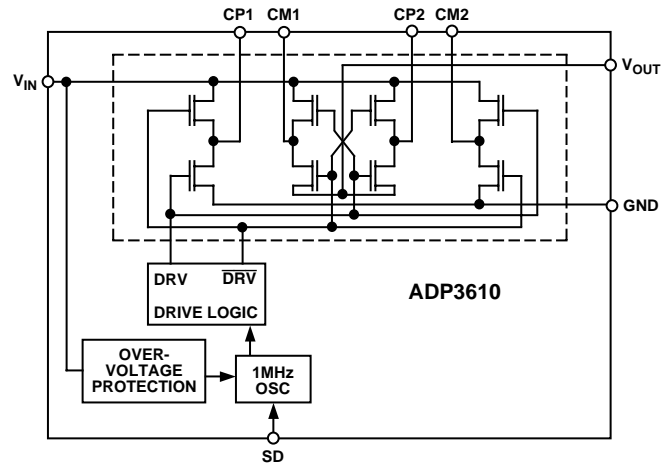 CP1 CM1 CP2 CM2
VIN
VOUT
GND
DRV DRV
DRIVE LOGIC
ADP3610
OVER-
VOLTAGE
PROTECTION
1MHz
OSC
SD